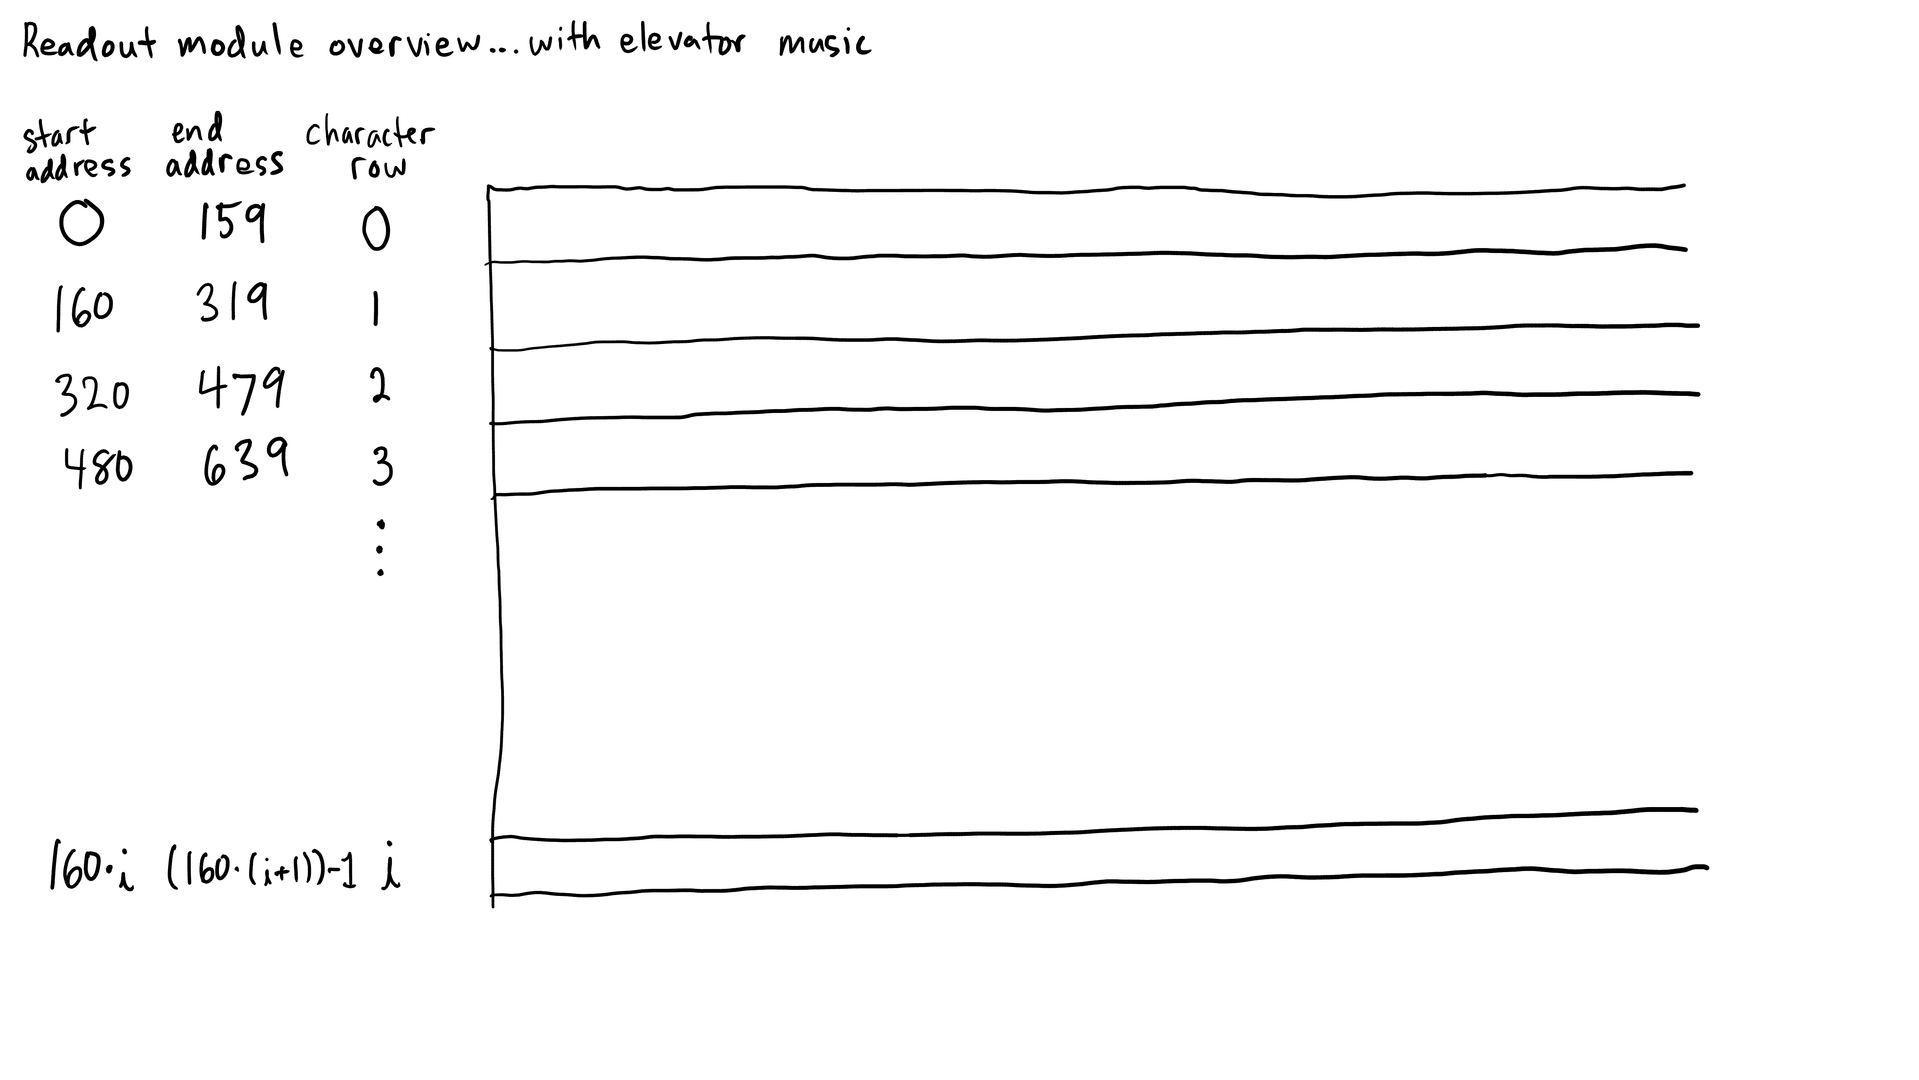 Readout module overview...with elevator music
start address end address character row
0 159 0
160 319 1
320 479 2
480 639 3
⋮
160·i (160·(i+1))-1 i